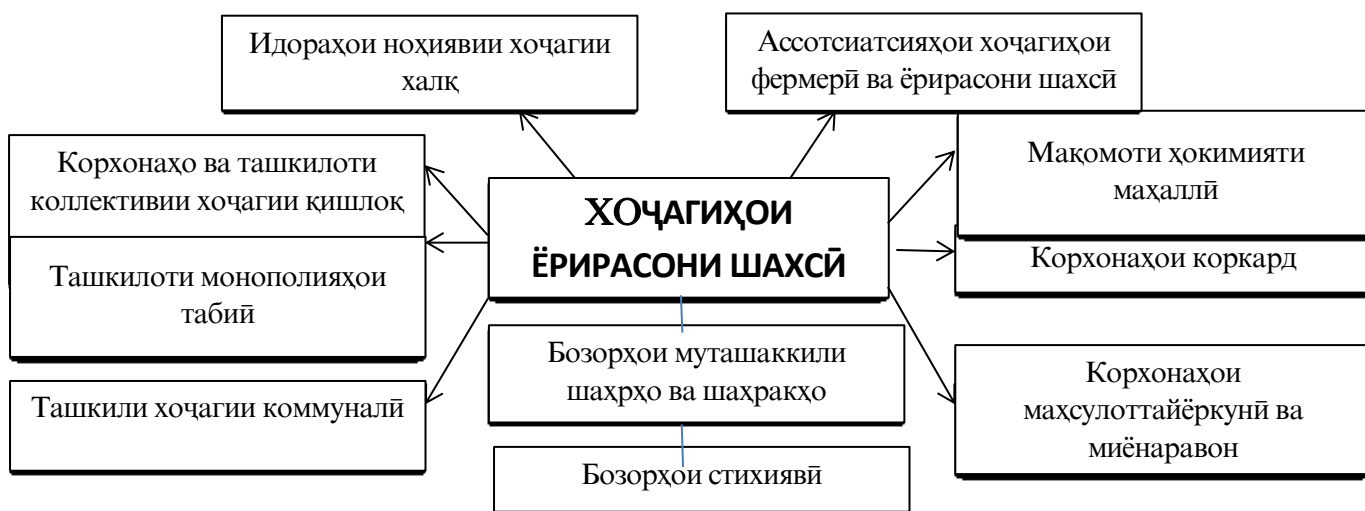 Идораҳои ноҳиявии хоҷагии
халқ
Ассотсиатсияҳои хоҷагиҳои
фермерӣ ва ёрирасони шахсӣ
Корхонаҳо ва ташкилоти
коллективии хоҷагии қишлоқ
Мақомоти ҳокимияти
маҳаллӣ
ХОҶАГИҲОИ
ЁРИРАСОНИ ШАХСӢ
Ташкилоти монополияҳои
табиӣ
Корхонаҳои коркард
Бозорҳои муташаккили
шаҳрҳо ва шаҳракҳо
Ташкили хоҷагии коммуналӣ
Корхонаҳои
маҳсулоттайёркунӣ ва
миёнаравон
Бозорҳои стихиявӣ